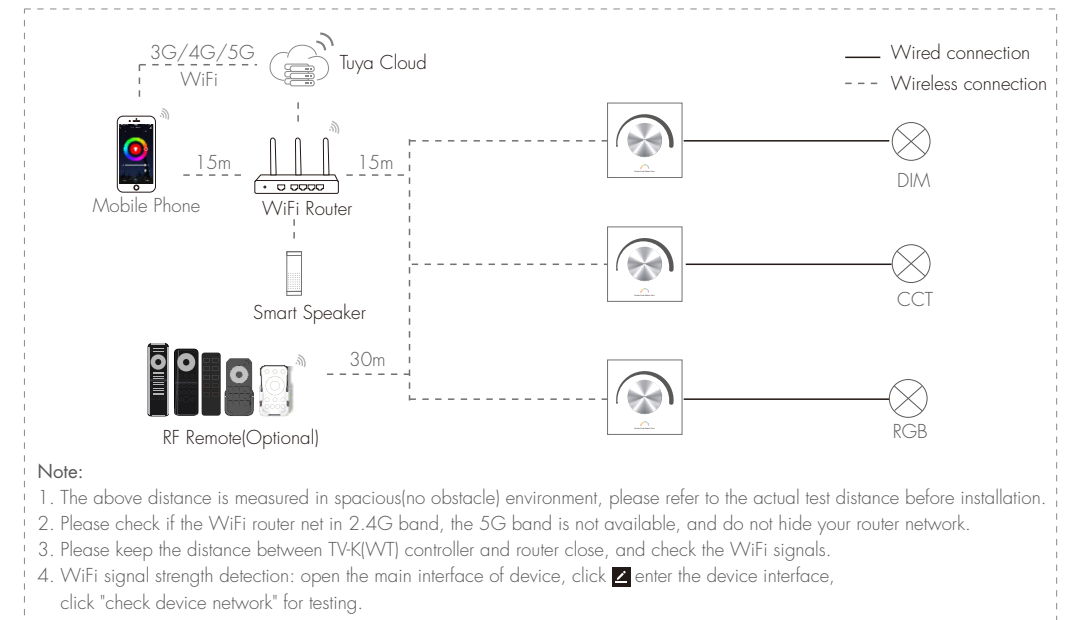 3G/4G/5G
WiFi
Tuya Cloud
Wired connection
Wireless connection
15m
15m
Mobile Phone
WiFi Router
DIM
Smart Speaker
CCT
30m
RF Remote(Optional)
RGB
Note:
1. The above distance is measured in spacious(no obstacle) environment, please refer to the actual test distance before installation.
2. Please check if the WiFi router net in 2.4G band, the 5G band is not available, and do not hide your router network.
3. Please keep the distance between TV-K(WT) controller and router close, and check the WiFi signals.
4. WiFi signal strength detection: open the main interface of device, click enter the device interface,
click "check device network" for testing.